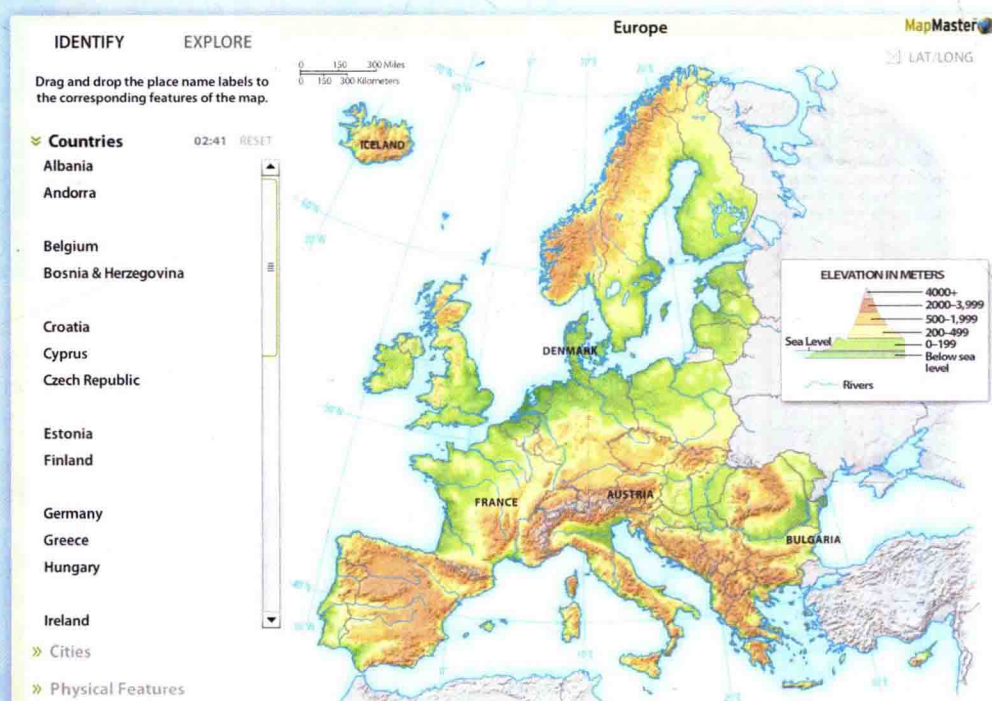 Europe
MapMaster
LAT/LONG
IDENTIFY EXPLORE
Drag and drop the place name labels to
the corresponding features of the map.
Countries 02:41 RESET
Albania
Andorra
Belgium
Bosnia & Herzegovina
Croatia
Cyprus
Czech Republic
Estonia
Finland
Germany
Greece
Hungary
Ireland
» Cities
» Physical Features
0 150 300 Miles
0 150 300 Kilometers
ICELAND
DENMARK
FRANCE
AUSTRIA
BULGARIA
ELEVATION IN METERS
4000+
2000–3,999
500–1,999
200–499
0–199
Below sea
level
Sea Level
Rivers